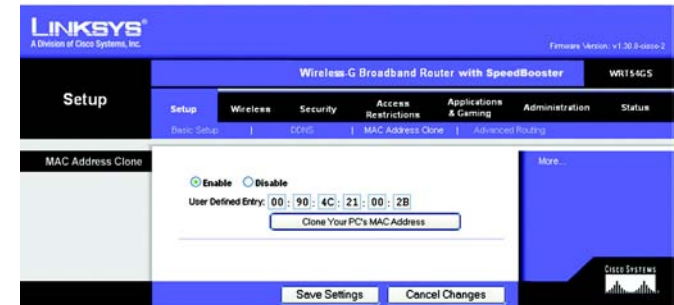 LINKSYS®
A Division of Cisco Systems, Inc.
Firmware Version: v1.30.8-cisco-2
Wireless-G Broadband Router with SpeedBooster WRT54GS
Setup
Setup Wireless Security Access Restrictions Applications & Gaming Administration Status
Basic Setup | DDNS | MAC Address Clone | Advanced Routing
MAC Address Clone
More...
Enable Disable
User Defined Entry: 00 : 90 : 4C : 21 : 00 : 2B
Clone Your PC's MAC Address
CISCO SYSTEMS
Save Settings Cancel Changes